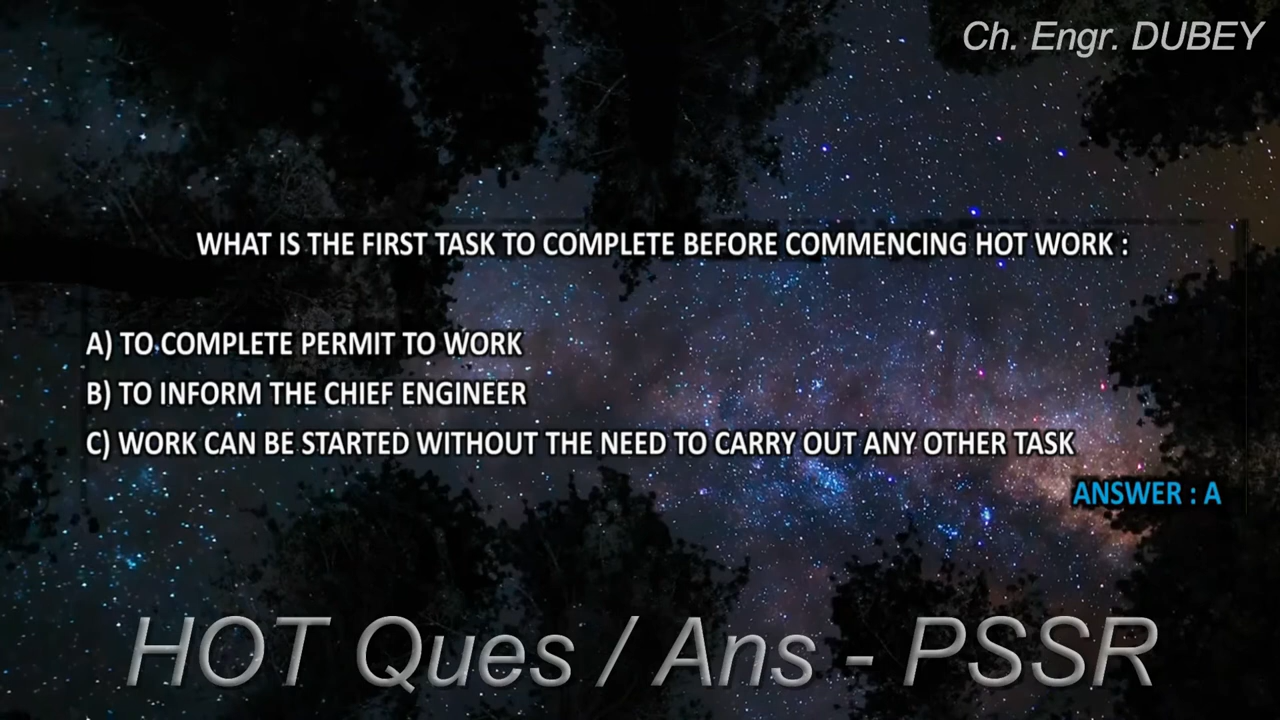 Ch. Engr. DUBEY
WHAT IS THE FIRST TASK TO COMPLETE BEFORE COMMENCING HOT WORK :
A) TO COMPLETE PERMIT TO WORK
B) TO INFORM THE CHIEF ENGINEER
C) WORK CAN BE STARTED WITHOUT THE NEED TO CARRY OUT ANY OTHER TASK
ANSWER : A
HOT Ques / Ans - PSSR